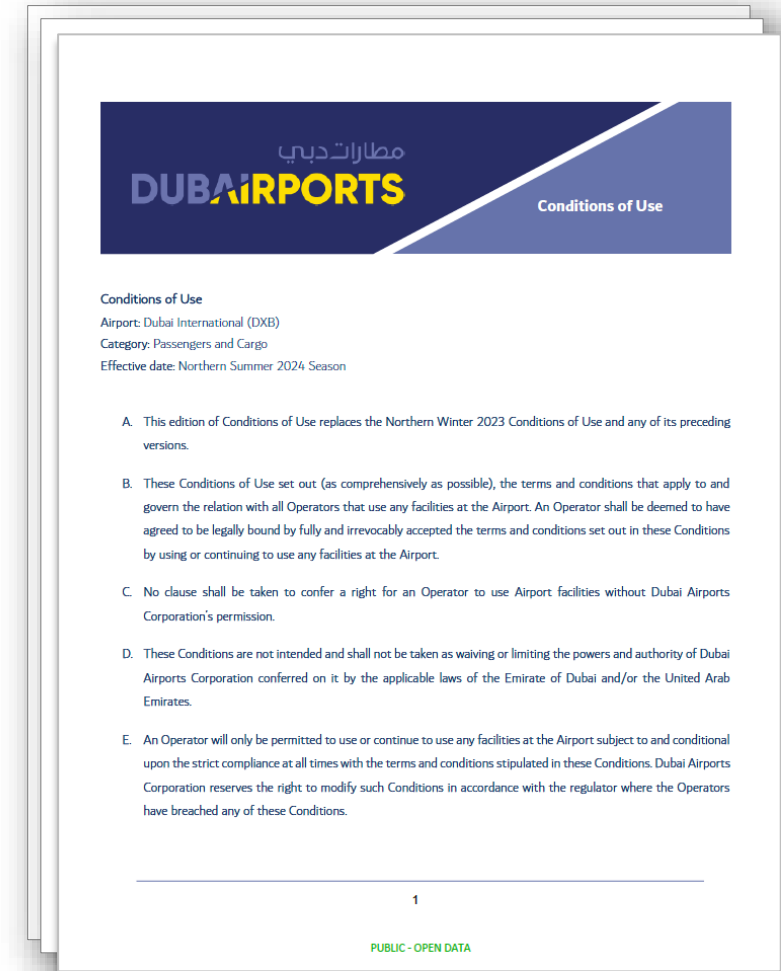 مطارات دبي
DUBAIRPORTS
Conditions of Use
Conditions of Use
Airport: Dubai International (DXB)
Category: Passengers and Cargo
Effective date: Northern Summer 2024 Season
A. This edition of Conditions of Use replaces the Northern Winter 2023 Conditions of Use and any of its preceding
versions.
B. These Conditions of Use set out (as comprehensively as possible), the terms and conditions that apply to and
govern the relation with all Operators that use any facilities at the Airport. An Operator shall be deemed to have
agreed to be legally bound by fully and irrevocably accepted the terms and conditions set out in these Conditions
by using or continuing to use any facilities at the Airport.
C. No clause shall be taken to confer a right for an Operator to use Airport facilities without Dubai Airports
Corporation's permission.
D. These Conditions are not intended and shall not be taken as waiving or limiting the powers and authority of Dubai
Airports Corporation conferred on it by the applicable laws of the Emirate of Dubai and/or the United Arab
Emirates.
E. An Operator will only be permitted to use or continue to use any facilities at the Airport subject to and conditional
upon the strict compliance at all times with the terms and conditions stipulated in these Conditions. Dubai Airports
Corporation reserves the right to modify such Conditions in accordance with the regulator where the Operators
have breached any of these Conditions.
1
PUBLIC - OPEN DATA